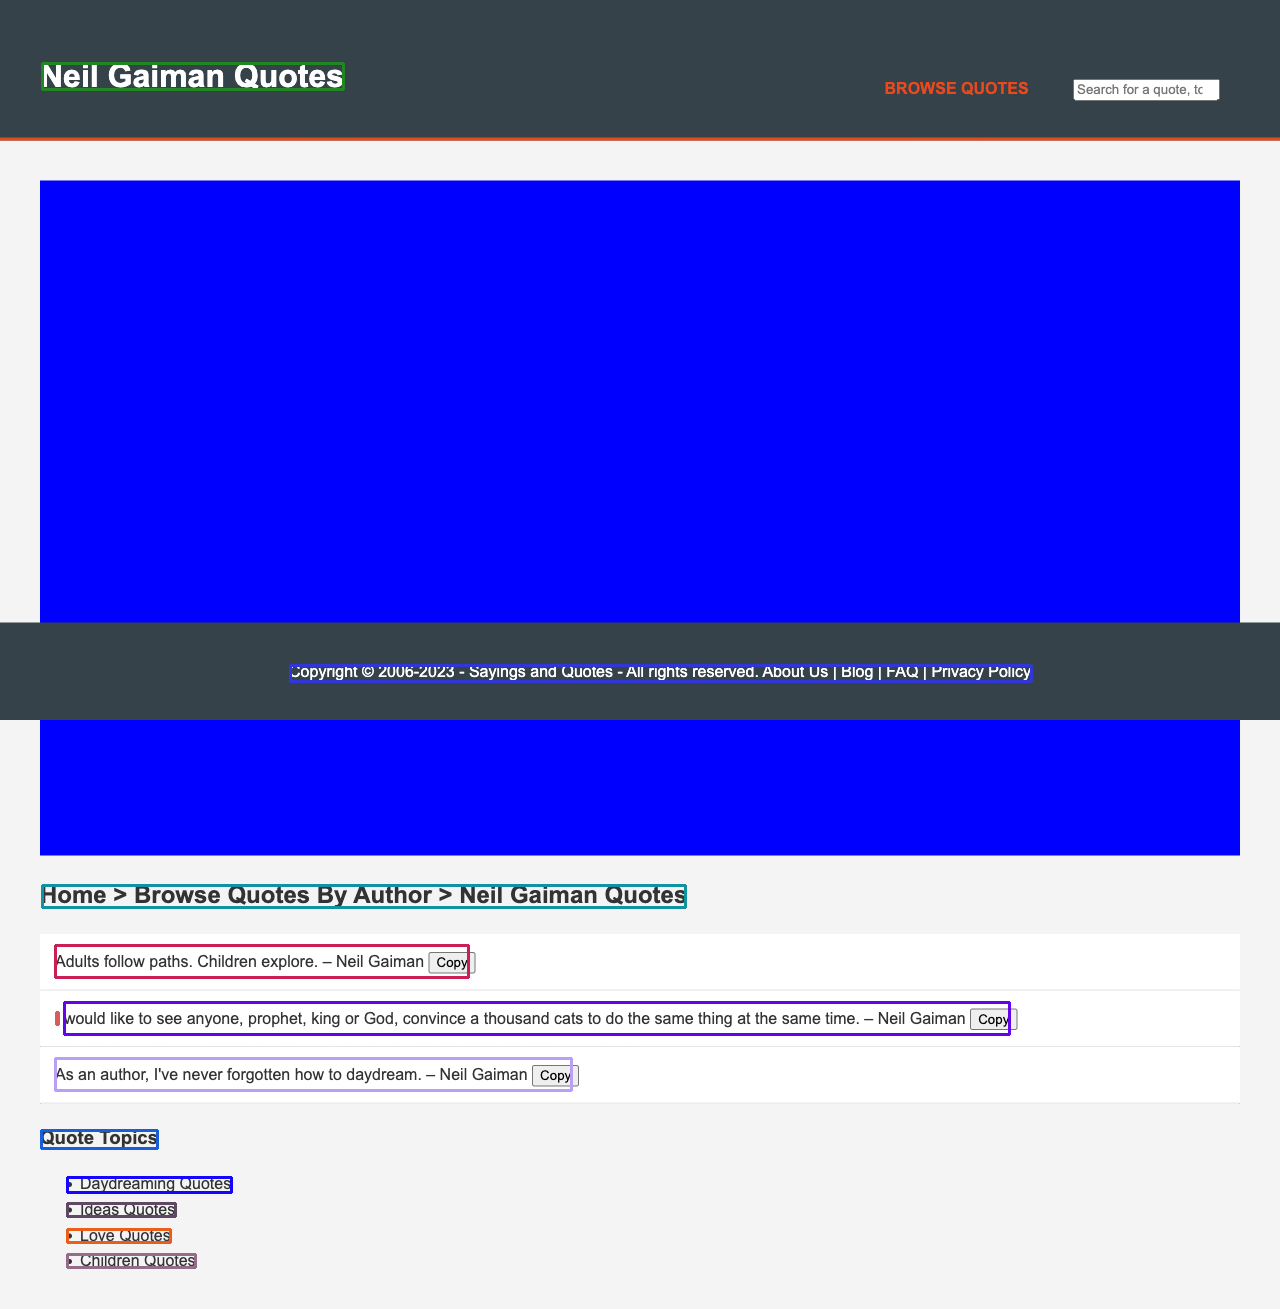 Neil Gaiman Quotes
BROWSE QUOTES
Search for a quote, to
Copyright © 2006-2023 - Sayings and Quotes - All rights reserved. About Us | Blog | FAQ | Privacy Policy
Home > Browse Quotes By Author > Neil Gaiman Quotes
Adults follow paths. Children explore. – Neil Gaiman Copy
I would like to see anyone, prophet, king or God, convince a thousand cats to do the same thing at the same time. – Neil Gaiman Copy
As an author, I've never forgotten how to daydream. – Neil Gaiman Copy
Quote Topics
• Daydreaming Quotes
• Ideas Quotes
• Love Quotes
• Children Quotes